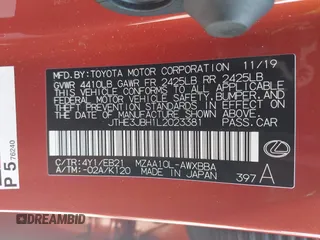 MFD.BY:TOYOTA MOTOR CORPORATION 11/19
GVWR 4410LB GAWR FR 2425LB RR 2425LB
THIS VEHICLE CONFORMS TO ALL APPLICABLE
FEDERAL MOTOR VEHICLE SAFETY,
BUMPER, AND THEFT PREVENTION STANDARDS
IN EFFECT ON THE DATE OF
MANUFACTURE SHOWN ABOVE.
JTHE3JBH1L2023381 PASS.CAR
C/TR:4Y1/EB21 MZAA10L-AWXBBA
A/TM:-02A/K120 MADE IN JAPAN
397 A
P 5 76240
DEALERHISTORY